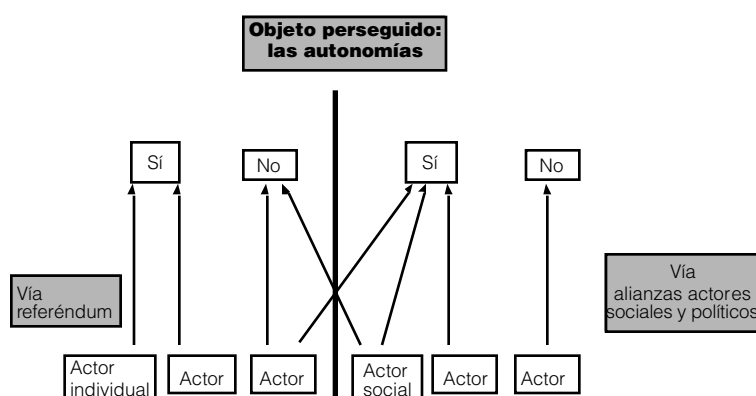 Objeto perseguido:
las autonomías
Sí
No
Sí
No
Vía
referéndum
Vía
alianzas actores
sociales y políticos
Actor
individual
Actor
Actor
Actor
social
Actor
Actor